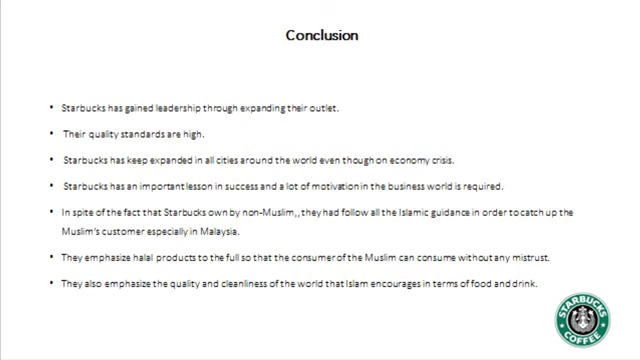 Conclusion
• Starbucks has gained leadership through expanding their outlet.
• Their quality standards are high.
• Starbucks has keep expanded in all cities around the world even though on economy crisis.
• Starbucks has an important lesson in success and a lot of motivation in the business world is required.
• In spite of the fact that Starbucks own by non-Muslim,, they had follow all the Islamic guidance in order to catch up the
Muslim's customer especially in Malaysia.
• They emphasize halal products to the full so that the consumer of the Muslim can consume without any mistrust.
• They also emphasize the quality and cleanliness of the world that Islam encourages in terms of food and drink.
STARBUCKS
COFFEE